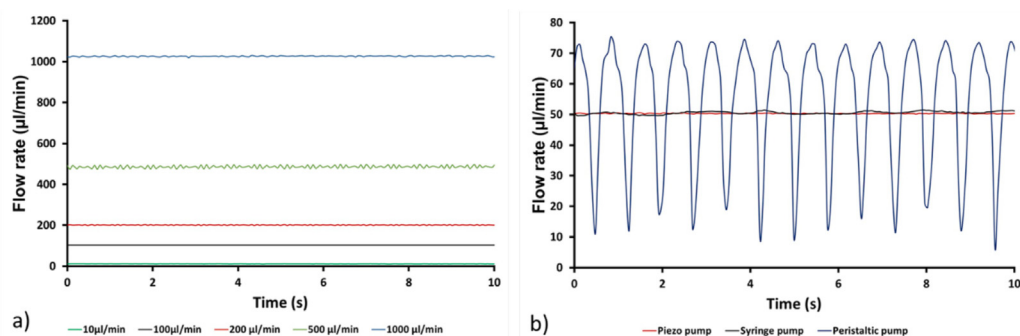 1200
1000
800
600
400
200
0
Flow rate (µl/min)
0 2 4 6 8 10
Time (s)
a)
10µl/min 100µl/min 200 µl/min 500 µl/min 1000 µl/min
80
70
60
50
40
30
20
10
0
Flow rate (µl/min)
0 2 4 6 8 10
Time (s)
b)
Piezo pump Syringe pump Peristaltic pump